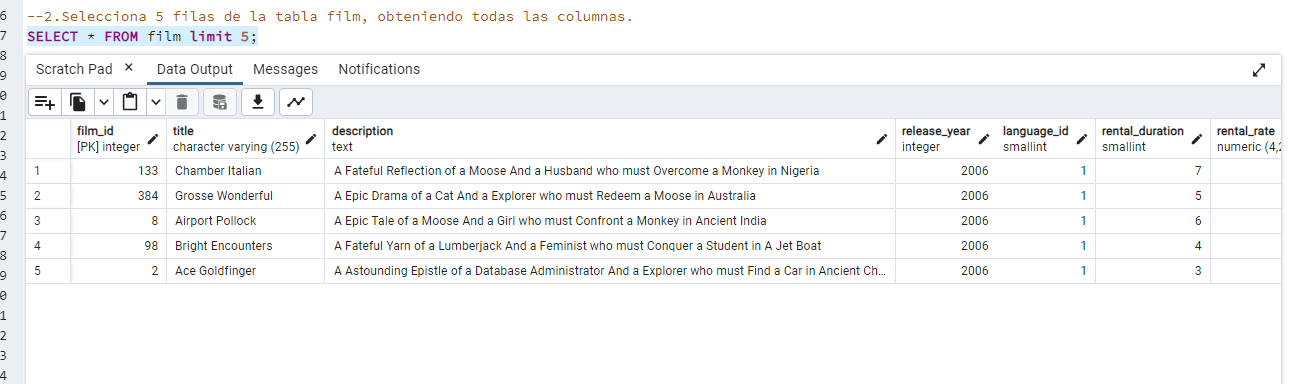 6 --2.Selecciona 5 filas de la tabla film, obteniendo todas las columnas.
7 SELECT * FROM film limit 5;
8
9 Scratch Pad × Data Output Messages Notifications
0
1
2 film_id title description release_year language_id rental_duration rental_rate
3 [PK] integer character varying (255) text integer smallint smallint numeric (4,2
4 1 133 Chamber Italian A Fateful Reflection of a Moose And a Husband who must Overcome a Monkey in Nigeria 2006 1 7
5 2 384 Grosse Wonderful A Epic Drama of a Cat And a Explorer who must Redeem a Moose in Australia 2006 1 5
6 3 8 Airport Pollock A Epic Tale of a Moose And a Girl who must Confront a Monkey in Ancient India 2006 1 6
7
8 4 98 Bright Encounters A Fateful Yarn of a Lumberjack And a Feminist who must Conquer a Student in A Jet Boat 2006 1 4
9 5 2 Ace Goldfinger A Astounding Epistle of a Database Administrator And a Explorer who must Find a Car in Ancient Ch... 2006 1 3
0
1
2
3
4